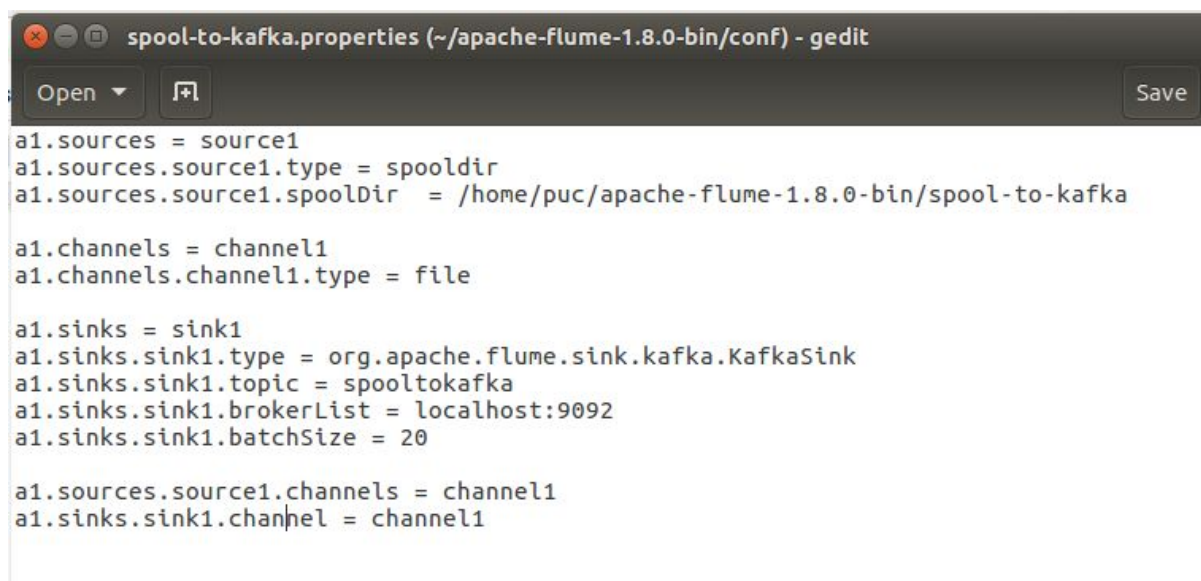 spool-to-kafka.properties (~/apache-flume-1.8.0-bin/conf) - gedit
Open
Save
a1.sources = source1
a1.sources.source1.type = spooldir
a1.sources.source1.spoolDir  = /home/puc/apache-flume-1.8.0-bin/spool-to-kafka
a1.channels = channel1
a1.channels.channel1.type = file
a1.sinks = sink1
a1.sinks.sink1.type = org.apache.flume.sink.kafka.KafkaSink
a1.sinks.sink1.topic = spooltokafka
a1.sinks.sink1.brokerList = localhost:9092
a1.sinks.sink1.batchSize = 20
a1.sources.source1.channels = channel1
a1.sinks.sink1.channel = channel1